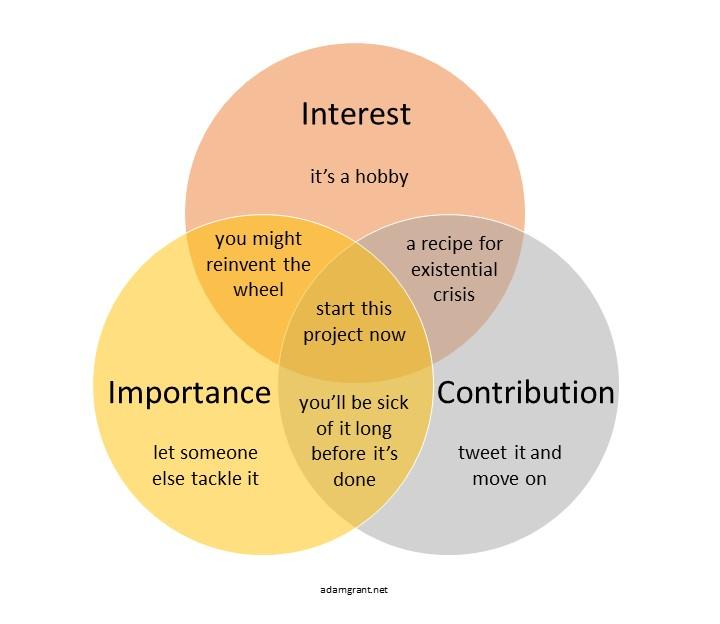 Interest
it's a hobby
you might
reinvent the
wheel
a recipe for
existential
crisis
start this
project now
Importance
Contribution
you'll be sick
of it long
before it's
done
let someone
else tackle it
tweet it and
move on
adamgrant.net